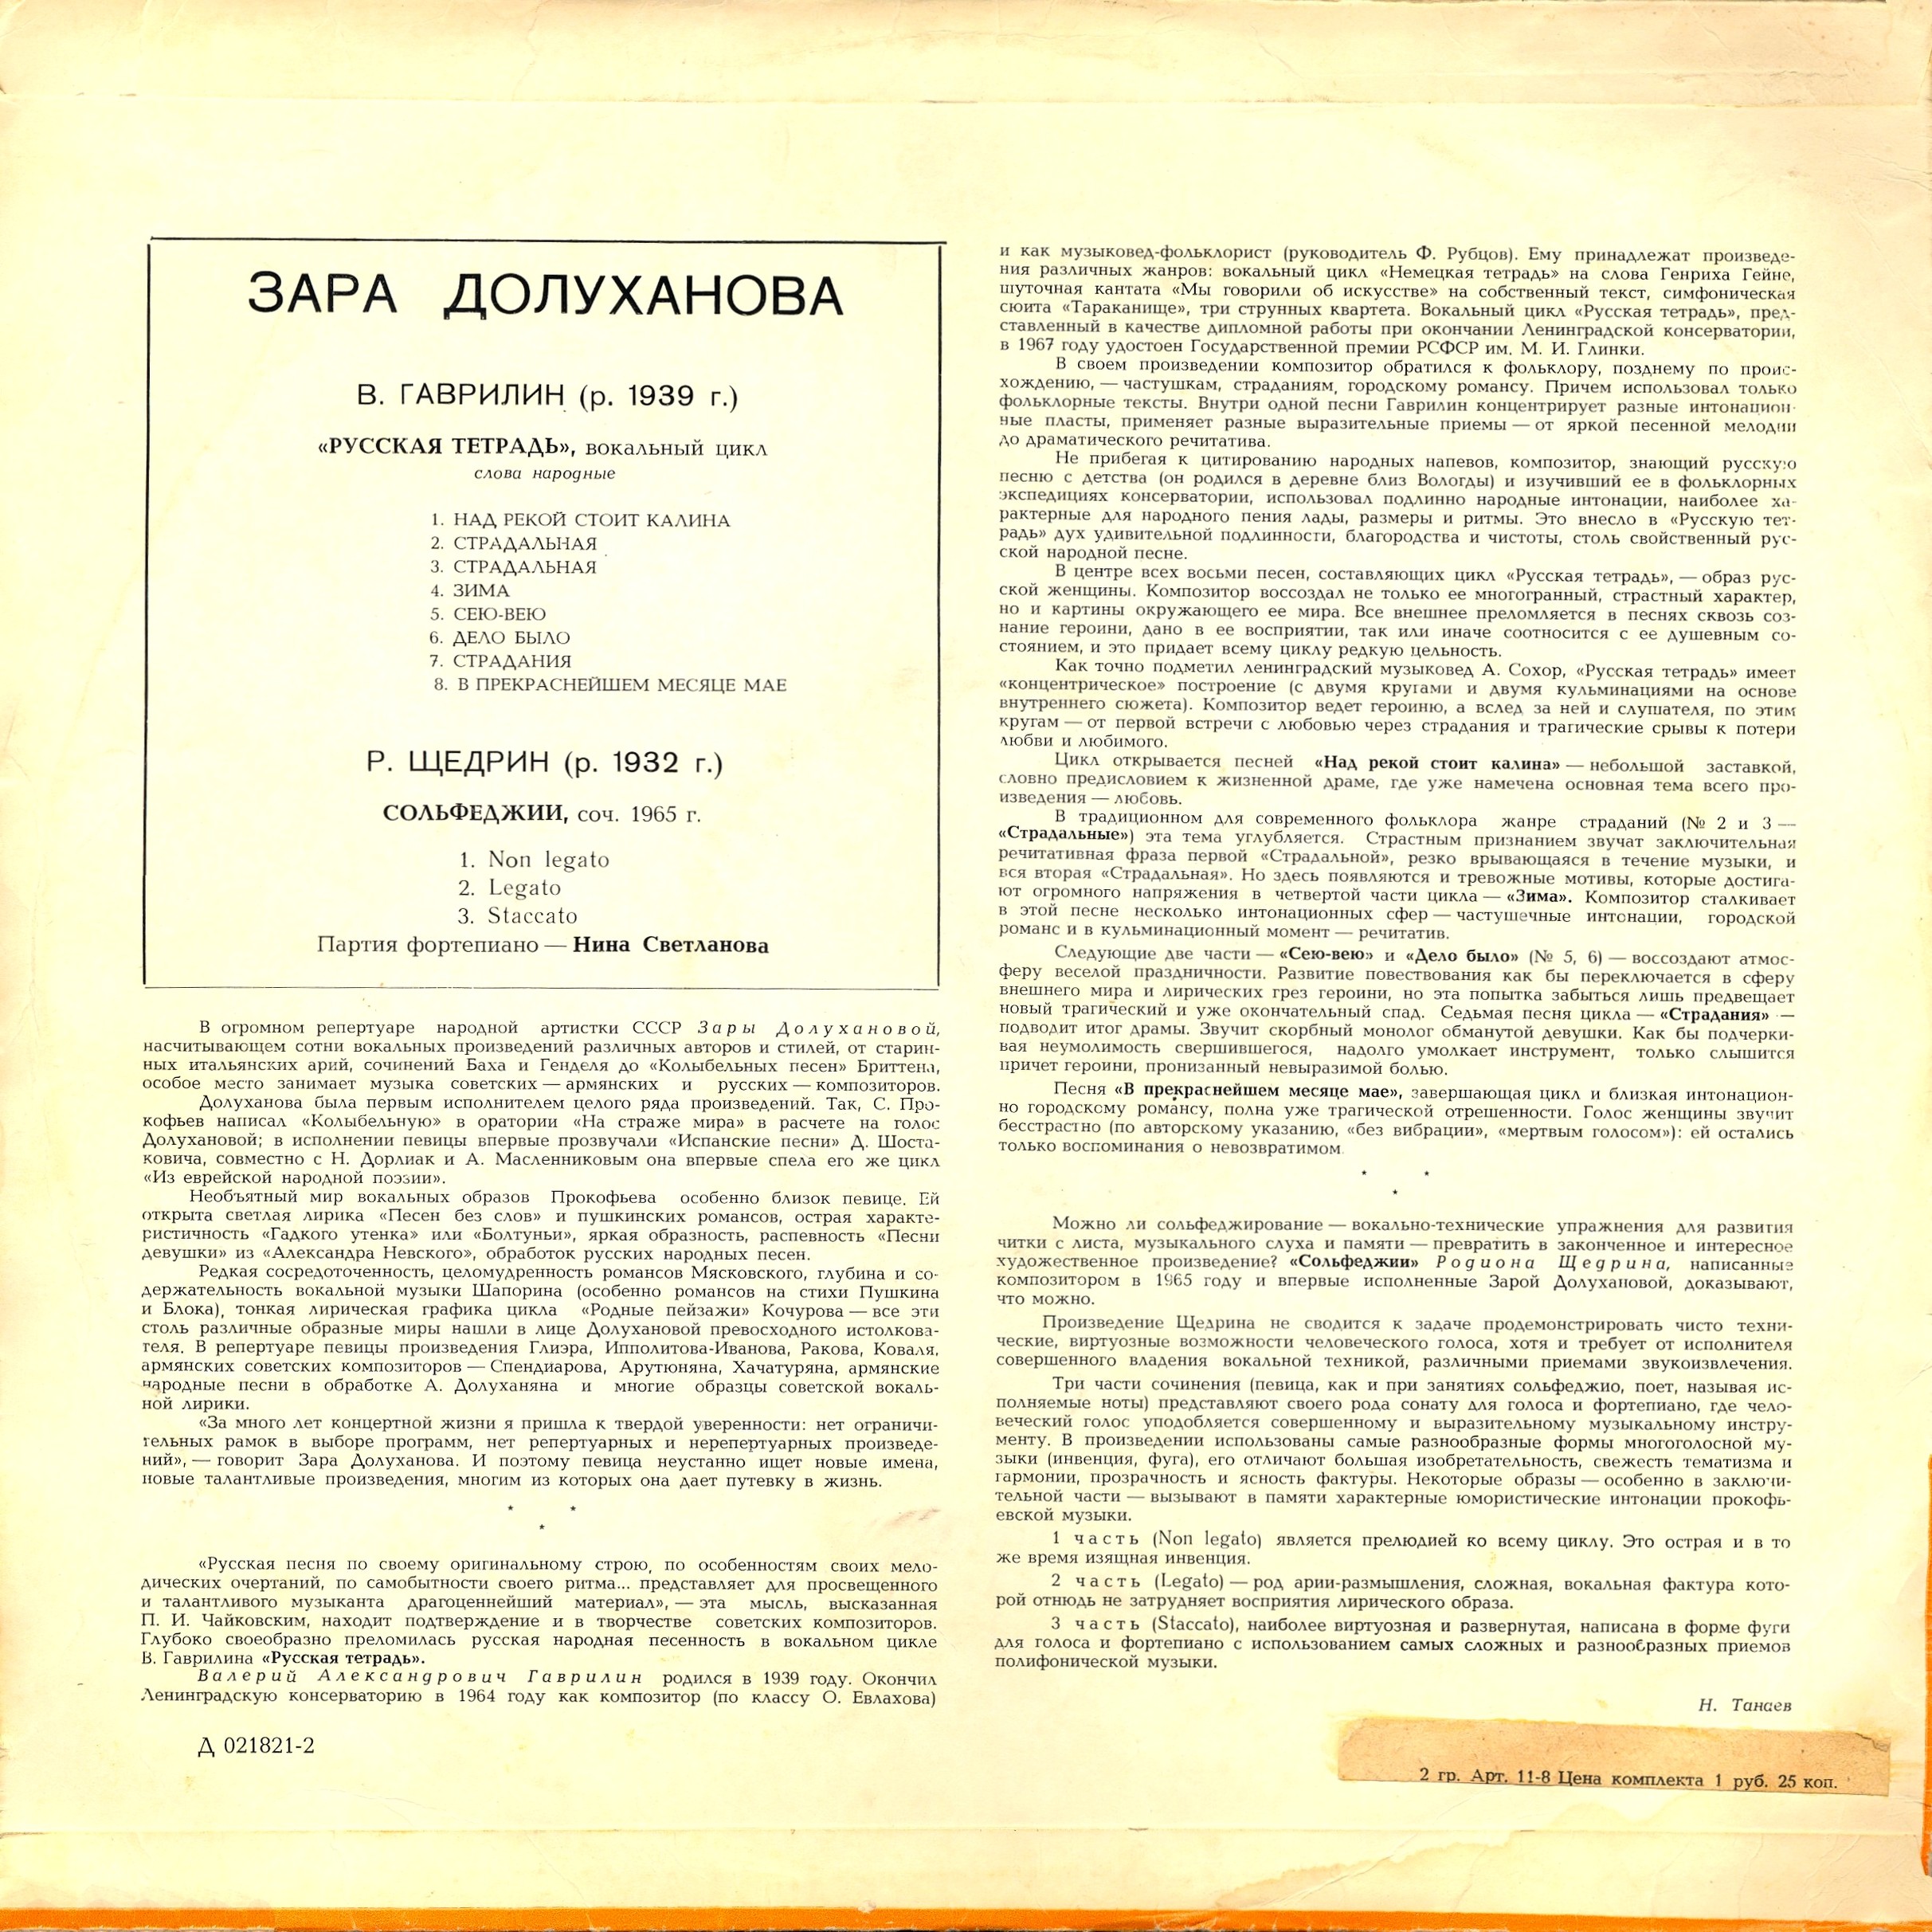 ЗАРА ДОЛУХАНОВА
В. ГАВРИЛИН (р. 1939 г.)
«РУССКАЯ ТЕТРАДЬ», вокальный цикл
слова народные
1. НАД РЕКОЙ СТОИТ КАЛИНА
2. СТРАДАЛЬНАЯ
3. СТРАДАЛЬНАЯ
4. ЗИМА
5. СЕЮ-ВЕЮ
6. ДЕЛО БЫЛО
7. СТРАДАНИЯ
8. В ПРЕКРАСНЕЙШЕМ МЕСЯЦЕ МАЕ
Р. ЩЕДРИН (р. 1932 г.)
СОЛЬФЕДЖИИ, соч. 1965 г.
1. Non legato
2. Legato
3. Staccato
Партия фортепиано — Нина Светланова
В огромном репертуаре народной артистки СССР Зары Долухановой,
насчитывающем сотни вокальных произведений различных авторов и стилей, от старин-
ных итальянских арий, сочинений Баха и Генделя до «Колыбельных песен» Бриттена,
особое место занимает музыка советских — армянских и русских — композиторов.
Долуханова была первым исполнителем целого ряда произведений. Так, С. Про-
кофьев написал «Колыбельную» в оратории «На страже мира» в расчете на голос
Долухановой; в исполнении певицы впервые прозвучали «Испанские песни» Д. Шоста-
ковича, совместно с Н. Дорлиак и А. Масленниковым она впервые спела его же цикл
«Из еврейской народной поэзии».
Необъятный мир вокальных образов Прокофьева особенно близок певице. Ей
открыта светлая лирика «Песен без слов» и пушкинских романсов, острая характе-
ристичность «Гадкого утенка» или «Болтуньи», яркая образность, распевность «Песни
девушки» из «Александра Невского», обработок русских народных песен.
Редкая сосредоточенность, целомудренность романсов Мясковского, глубина и со-
держательность вокальной музыки Шапорина (особенно романсов на стихи Пушкина
и Блока), тонкая лирическая графика цикла «Родные пейзажи» Кочурова — все эти
столь различные образные миры нашли в лице Долухановой превосходного истолкова-
теля. В репертуаре певицы произведения Глиэра, Ипполитова-Иванова, Ракова, Коваля,
армянских советских композиторов — Спендиарова, Арутюняна, Хачатуряна, армянские
народные песни в обработке А. Долуханяна и многие образцы советской вокаль-
ной лирики.
«За много лет концертной жизни я пришла к твердой уверенности: нет ограничи-
тельных рамок в выборе программ, нет репертуарных и нерепертуарных произведе-
ний», — говорит Зара Долуханова. И поэтому певица неустанно ищет новые имена,
новые талантливые произведения, многим из которых она дает путевку в жизнь.
* *
*
«Русская песня по своему оригинальному строю, по особенностям своих мело-
дических очертаний, по самобытности своего ритма... представляет для просвещенного
и талантливого музыканта драгоценнейший материал», — эта мысль, высказанная
П. И. Чайковским, находит подтверждение и в творчестве советских композиторов.
Глубоко своеобразно преломилась русская народная песенность в вокальном цикле
В. Гаврилина «Русская тетрадь».
Валерий Александрович Гаврилин родился в 1939 году. Окончил
Ленинградскую консерваторию в 1964 году как композитор (по классу О. Евлахова)
Д 021821-2
и как музыковед-фольклорист (руководитель Ф. Рубцов). Ему принадлежат произведе-
ния различных жанров: вокальный цикл «Немецкая тетрадь» на слова Генриха Гейне,
шуточная кантата «Мы говорили об искусстве» на собственный текст, симфоническая
сюита «Тараканище», три струнных квартета. Вокальный цикл «Русская тетрадь», пред-
ставленный в качестве дипломной работы при окончании Ленинградской консерватории,
в 1967 году удостоен Государственной премии РСФСР им. М. И. Глинки.
В своем произведении композитор обратился к фольклору, позднему по проис-
хождению, — частушкам, страданиям, городскому романсу. Причем использовал только
фольклорные тексты. Внутри одной песни Гаврилин концентрирует разные интонацион-
ные пласты, применяет разные выразительные приемы — от яркой песенной мелодии
до драматического речитатива.
Не прибегая к цитированию народных напевов, композитор, знающий русскую
песню с детства (он родился в деревне близ Вологды) и изучивший ее в фольклорных
экспедициях консерватории, использовал подлинно народные интонации, наиболее ха-
рактерные для народного пения лады, размеры и ритмы. Это внесло в «Русскую тет-
радь» дух удивительной подлинности, благородства и чистоты, столь свойственный рус-
ской народной песне.
В центре всех восьми песен, составляющих цикл «Русская тетрадь», — образ рус-
ской женщины. Композитор воссоздал не только ее многогранный, страстный характер,
но и картины окружающего ее мира. Все внешнее преломляется в песнях сквозь соз-
нание героини, дано в ее восприятии, так или иначе соотносится с ее душевным со-
стоянием, и это придает всему циклу редкую цельность.
Как точно подметил ленинградский музыковед А. Сохор, «Русская тетрадь» имеет
«концентрическое» построение (с двумя кругами и двумя кульминациями на основе
внутреннего сюжета). Композитор ведет героиню, а вслед за ней и слушателя, по этим
кругам — от первой встречи с любовью через страдания и трагические срывы к потери
любви и любимого.
Цикл открывается песней «Над рекой стоит калина» — небольшой заставкой,
словно предисловием к жизненной драме, где уже намечена основная тема всего про-
изведения — любовь.
В традиционном для современного фольклора жанре страданий (№ 2 и 3 —
«Страдальные») эта тема углубляется. Страстным признанием звучат заключительная
речитативная фраза первой «Страдальной», резко врывающаяся в течение музыки, и
вся вторая «Страдальная». Но здесь появляются и тревожные мотивы, которые достига-
ют огромного напряжения в четвертой части цикла — «Зима». Композитор сталкивает
в этой песне несколько интонационных сфер — частушечные интонации, городской
романс и в кульминационный момент — речитатив.
Следующие две части — «Сею-вею» и «Дело было» (№ 5, 6) — воссоздают атмос-
феру веселой праздничности. Развитие повествования как бы переключается в сферу
внешнего мира и лирических грез героини, но эта попытка забыться лишь предвещает
новый трагический и уже окончательный спад. Седьмая песня цикла — «Страдания» —
подводит итог драмы. Звучит скорбный монолог обманутой девушки. Как бы подчерки-
вая неумолимость свершившегося, надолго умолкает инструмент, только слышится
причет героини, пронизанный невыразимой болью.
Песня «В прекраснейшем месяце мае», завершающая цикл и близкая интонацион-
но городскому романсу, полна уже трагической отрешенности. Голос женщины звучит
бесстрастно (по авторскому указанию, «без вибрации», «мертвым голосом»): ей остались
только воспоминания о невозвратимом
* *
*
Можно ли сольфеджирование — вокально-технические упражнения для развития
читки с листа, музыкального слуха и памяти — превратить в законченное и интересное
художественное произведение? «Сольфеджии» Родиона Щедрина, написанные
композитором в 1965 году и впервые исполненные Зарой Долухановой, доказывают,
что можно.
Произведение Щедрина не сводится к задаче продемонстрировать чисто техни-
ческие, виртуозные возможности человеческого голоса, хотя и требует от исполнителя
совершенного владения вокальной техникой, различными приемами звукоизвлечения.
Три части сочинения (певица, как и при занятиях сольфеджио, поет, называя ис-
полняемые ноты) представляют своего рода сонату для голоса и фортепиано, где чело-
веческий голос уподобляется совершенному и выразительному музыкальному инстру-
менту. В произведении использованы самые разнообразные формы многоголосной му-
зыки (инвенция, фуга), его отличают большая изобретательность, свежесть тематизма и
гармонии, прозрачность и ясность фактуры. Некоторые образы — особенно в заключи-
тельной части — вызывают в памяти характерные юмористические интонации прокофь-
евской музыки.
1 часть (Non legato) является прелюдией ко всему циклу. Это острая и в то
же время изящная инвенция.
2 часть (Legato) — род арии-размышления, сложная, вокальная фактура кото-
рой отнюдь не затрудняет восприятия лирического образа.
3 часть (Staccato), наиболее виртуозная и развернутая, написана в форме фуги
для голоса и фортепиано с использованием самых сложных и разнообразных приемов
полифонической музыки.
Н. Танаев
2 гр. Арт. 11-8 Цена комплекта 1 руб. 25 коп.